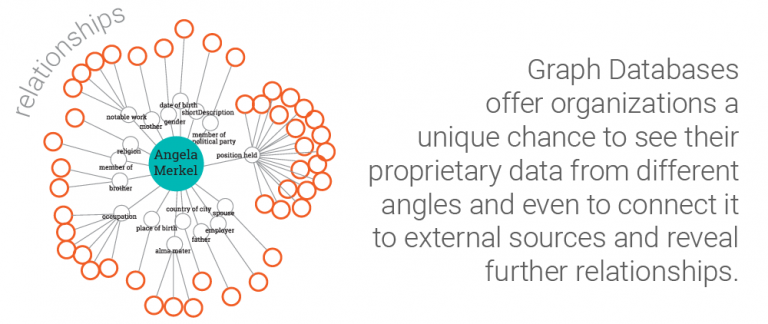 relationships
date of birth
shortDescription
notable work
gender
mother
member of
political party
religion
Angela
Merkel
position held
member of
brother
occupation
country of city
spouse
place of birth
employer
father
alma mater
Graph Databases
offer organizations a
unique chance to see their
proprietary data from different
angles and even to connect it
to external sources and reveal
further relationships.